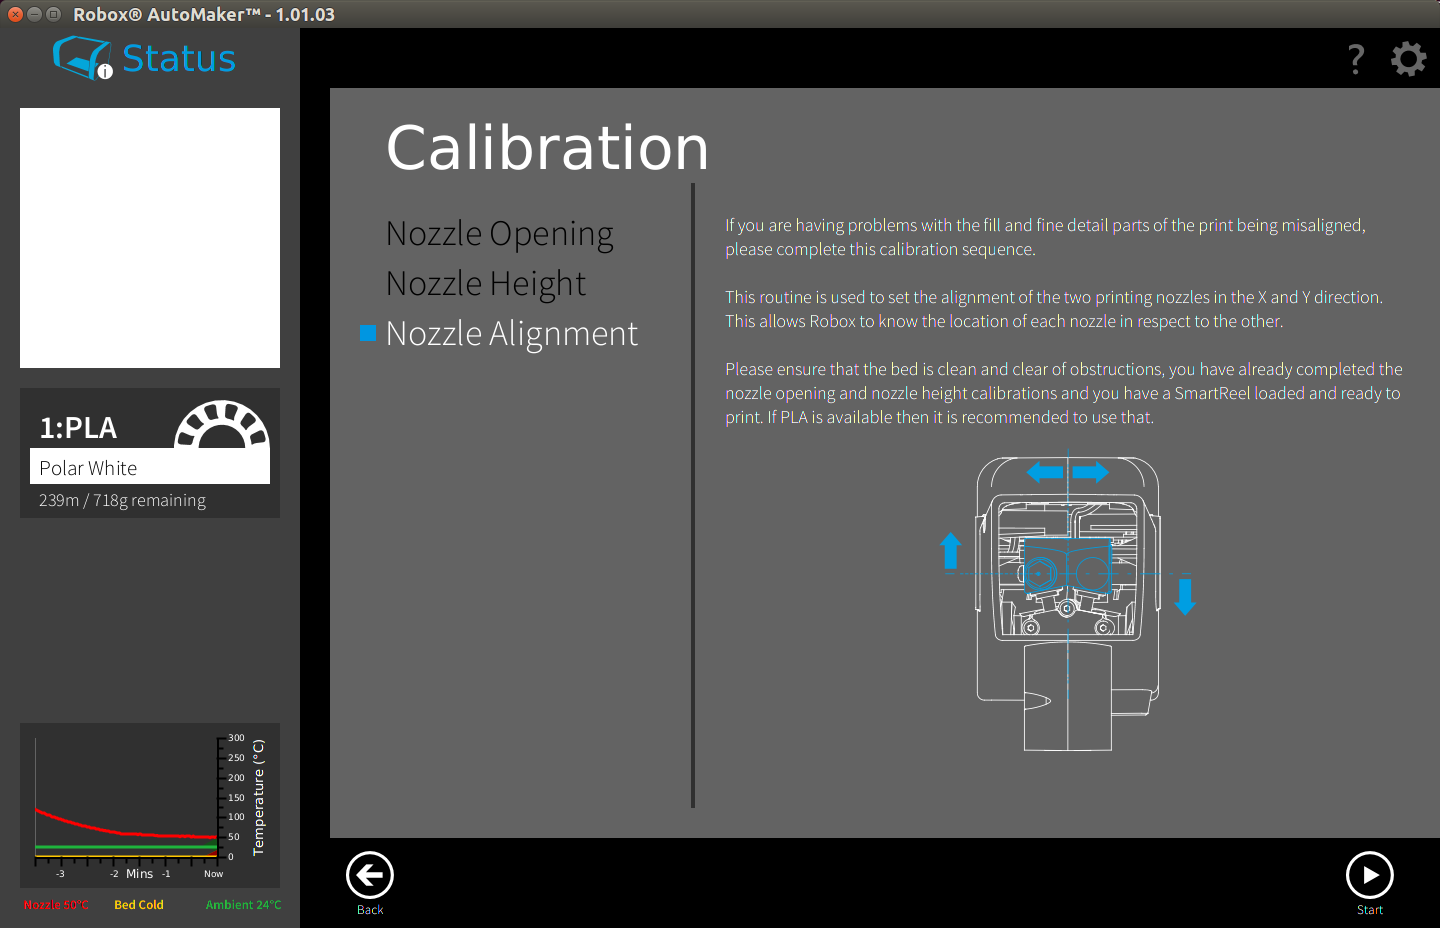 Robox® AutoMaker™ - 1.01.03
Status
?
Calibration
Nozzle Opening
Nozzle Height
Nozzle Alignment
If you are having problems with the fill and fine detail parts of the print being misaligned,
please complete this calibration sequence.
This routine is used to set the alignment of the two printing nozzles in the X and Y direction.
This allows Robox to know the location of each nozzle in respect to the other.
Please ensure that the bed is clean and clear of obstructions, you have already completed the
nozzle opening and nozzle height calibrations and you have a SmartReel loaded and ready to
print. If PLA is available then it is recommended to use that.
1:PLA
Polar White
239m / 718g remaining
300
250
200
150
100
50
0
Temperature (°C)
-3 -2 Mins -1 Now
Nozzle 50°C Bed Cold Ambient 24°C
Back
Start